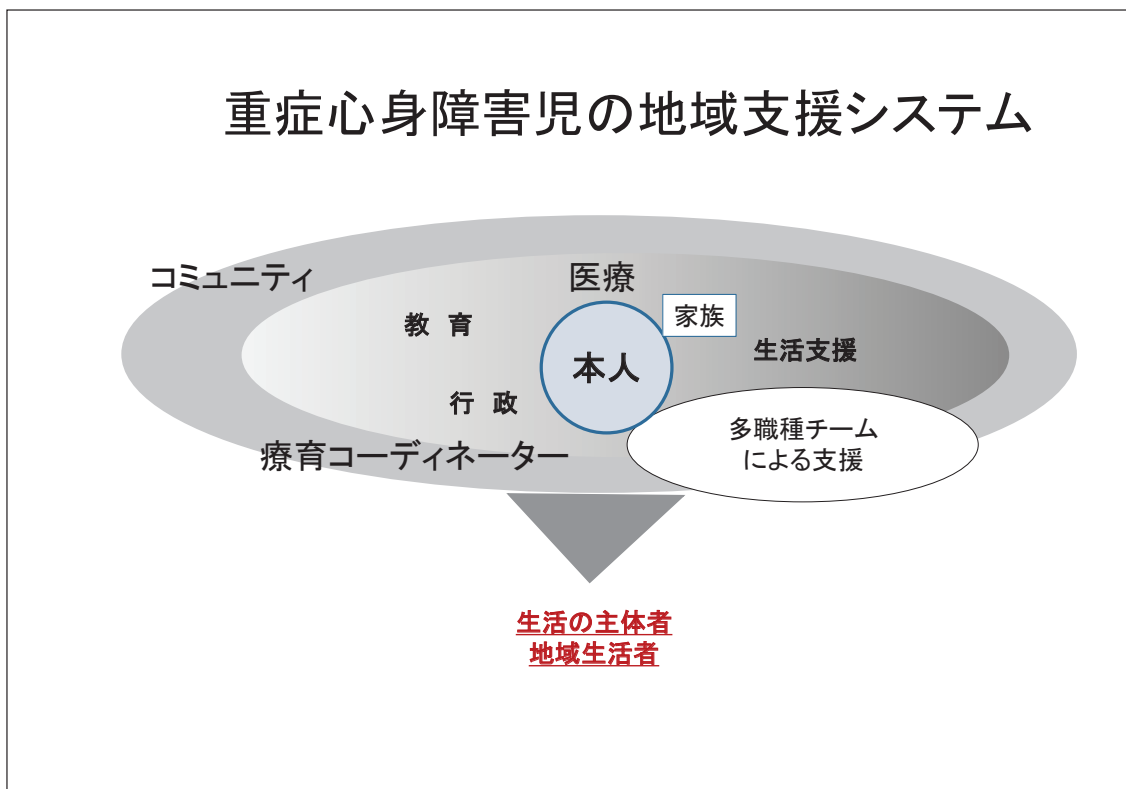 重症心身障害児の地域支援システム
コミュニティ
医療
家族
教 育
生活支援
本人
行 政
多職種チーム
による支援
療育コーディネーター
生活の主体者
地域生活者